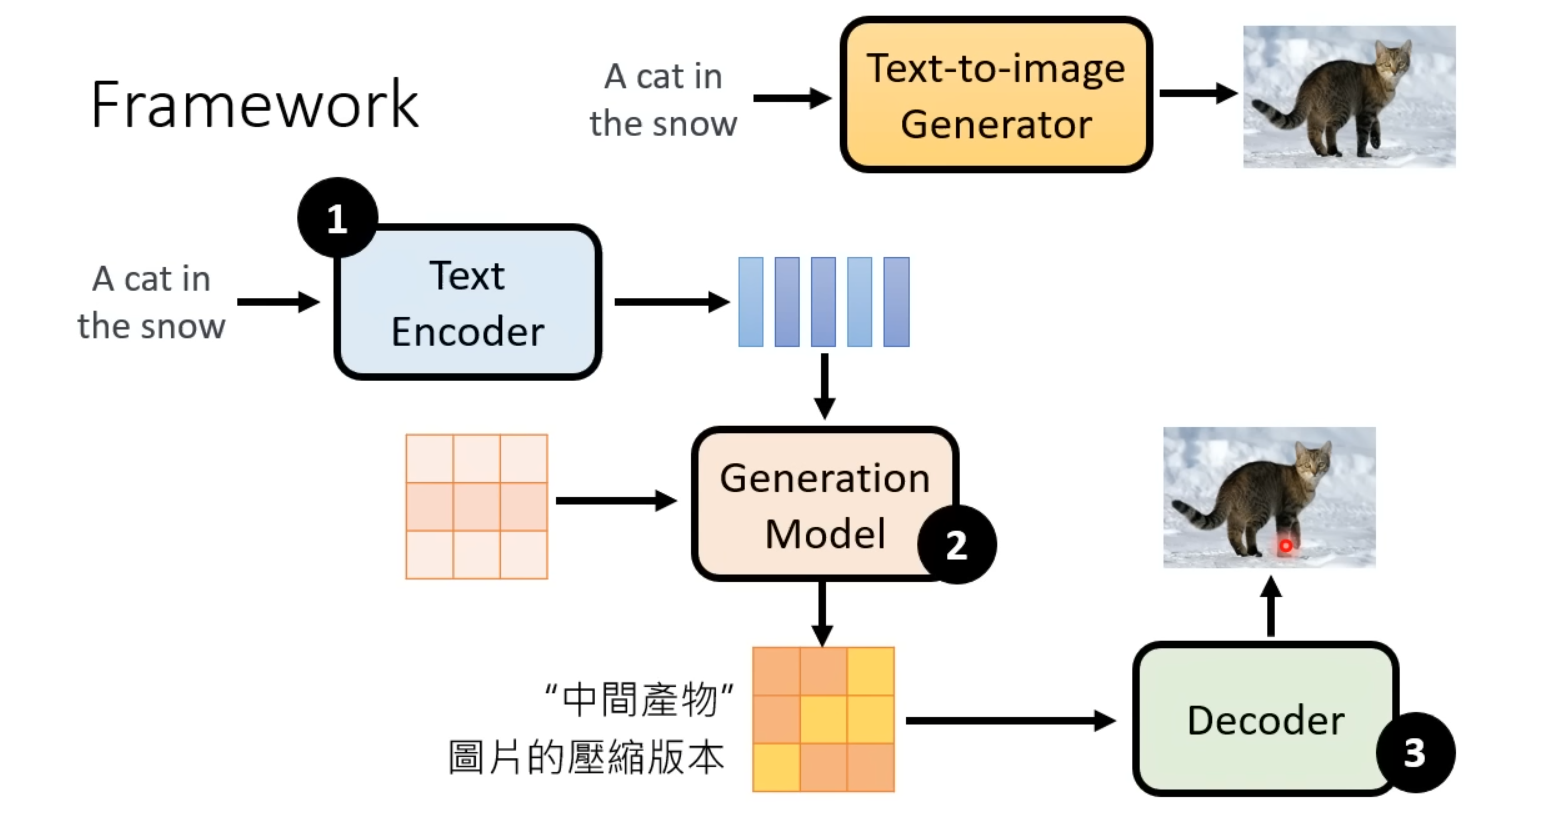 Framework
A cat in
the snow
Text-to-image
Generator
1
A cat in
the snow
Text
Encoder
Generation
Model
2
“中間產物”
圖片的壓縮版本
Decoder
3